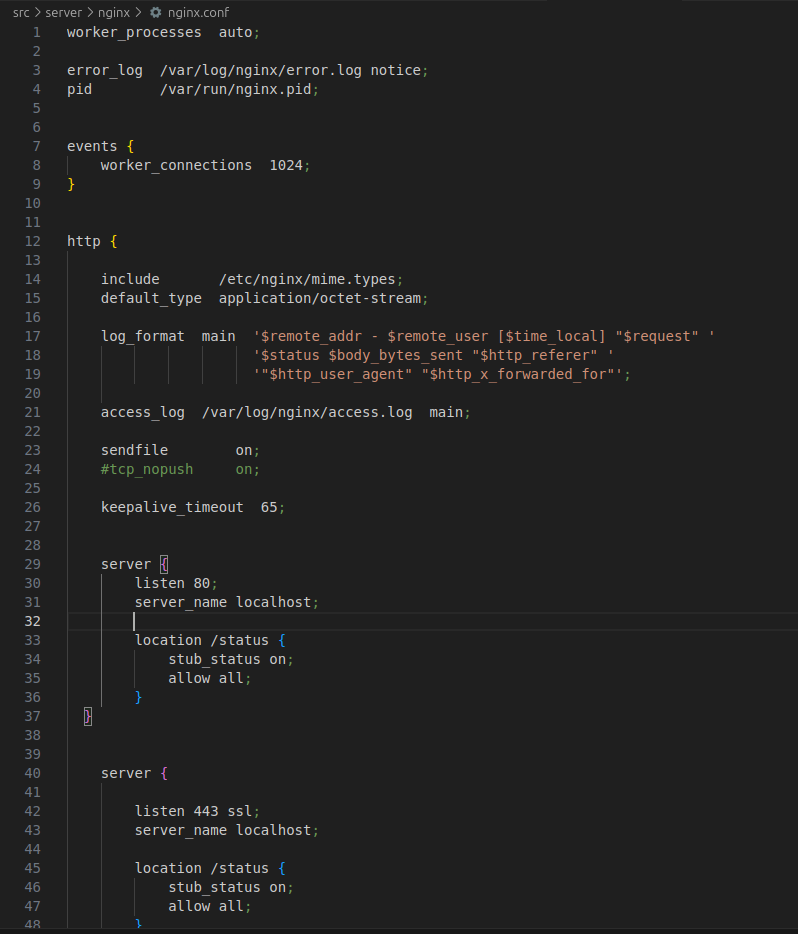 src > server > nginx > nginx.conf
1 worker_processes  auto;
2
3 error_log  /var/log/nginx/error.log notice;
4 pid        /var/run/nginx.pid;
5
6
7 events {
8     worker_connections  1024;
9 }
10
11
12 http {
13
14     include       /etc/nginx/mime.types;
15     default_type  application/octet-stream;
16
17     log_format  main  '$remote_addr - $remote_user [$time_local] "$request" '
18                       '$status $body_bytes_sent "$http_referer" '
19                       '"$http_user_agent" "$http_x_forwarded_for"';
20
21     access_log  /var/log/nginx/access.log  main;
22
23     sendfile        on;
24     #tcp_nopush     on;
25
26     keepalive_timeout  65;
27
28
29     server {
30         listen 80;
31         server_name localhost;
32
33         location /status {
34             stub_status on;
35             allow all;
36         }
37   }
38
39
40     server {
41
42         listen 443 ssl;
43         server_name localhost;
44
45         location /status {
46             stub_status on;
47             allow all;
48         }